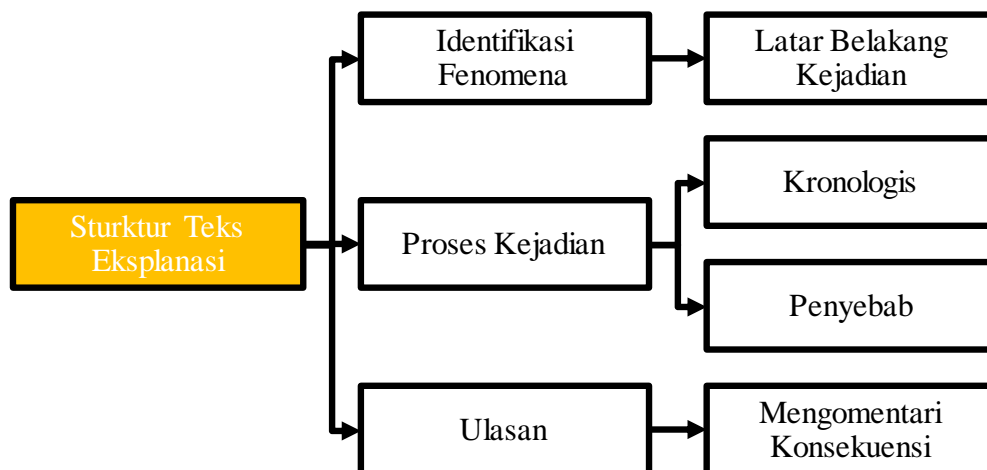 Identifikasi
Fenomena
Latar Belakang
Kejadian
Kronologis
Sturktur Teks
Eksplanasi
Proses Kejadian
Penyebab
Ulasan
Mengomentari
Konsekuensi